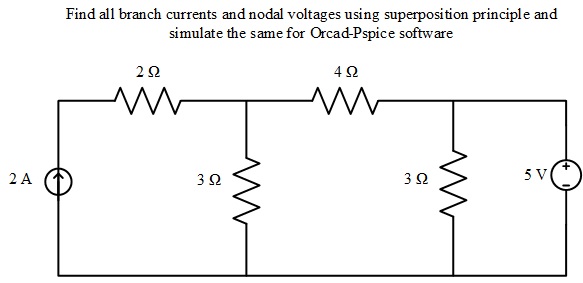 Find all branch currents and nodal voltages using superposition principle and
simulate the same for Orcad-Pspice software
2 Ω
4 Ω
2 A
3 Ω
3 Ω
5 V
+
-